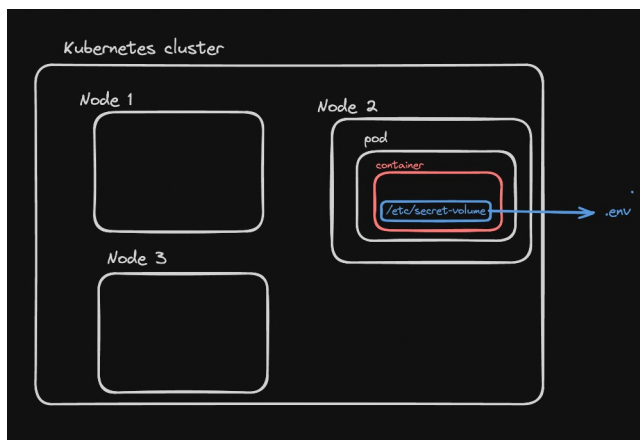 Kubernetes cluster
Node 1
Node 2
pod
container
/etc/secret-volume
.env
Node 3